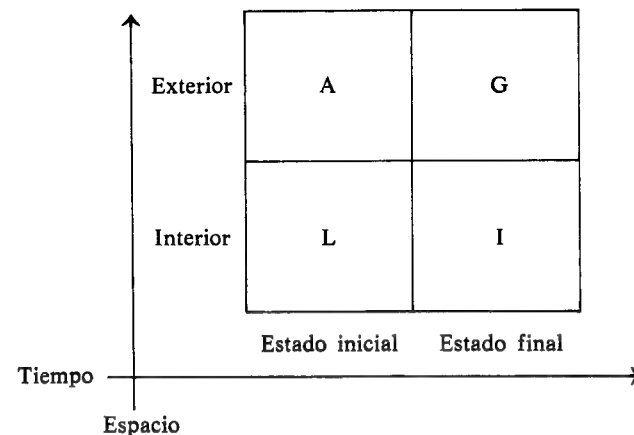 Exterior A G
Interior L I
Estado inicial Estado final
Tiempo
Espacio